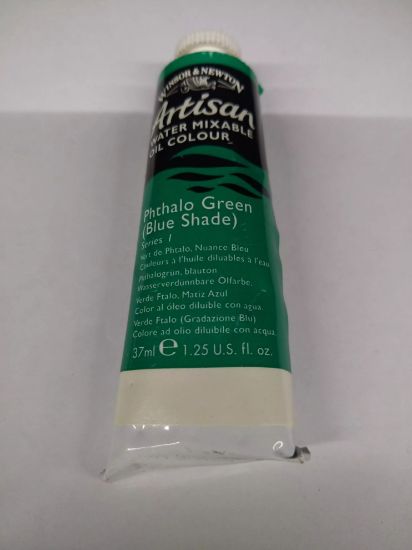 WINSOR & NEWTON
Artisan
WATER MIXABLE
OIL COLOUR
Phthalo Green
(Blue Shade)
Series 1
Vert de Phtalo, Nuance Bleu
Couleurs à l'huile diluables à l'eau
Phthalogrün, blauton
Wasserverdunnbare Olfarbe.
Verde Ftalo, Matiz Azul
Color al óleo diluible con agua.
Verde Ftalo (Gradazione Blu)
Colore ad olio diluibile con acqua.
37ml ℮ 1.25 U.S. fl. oz.